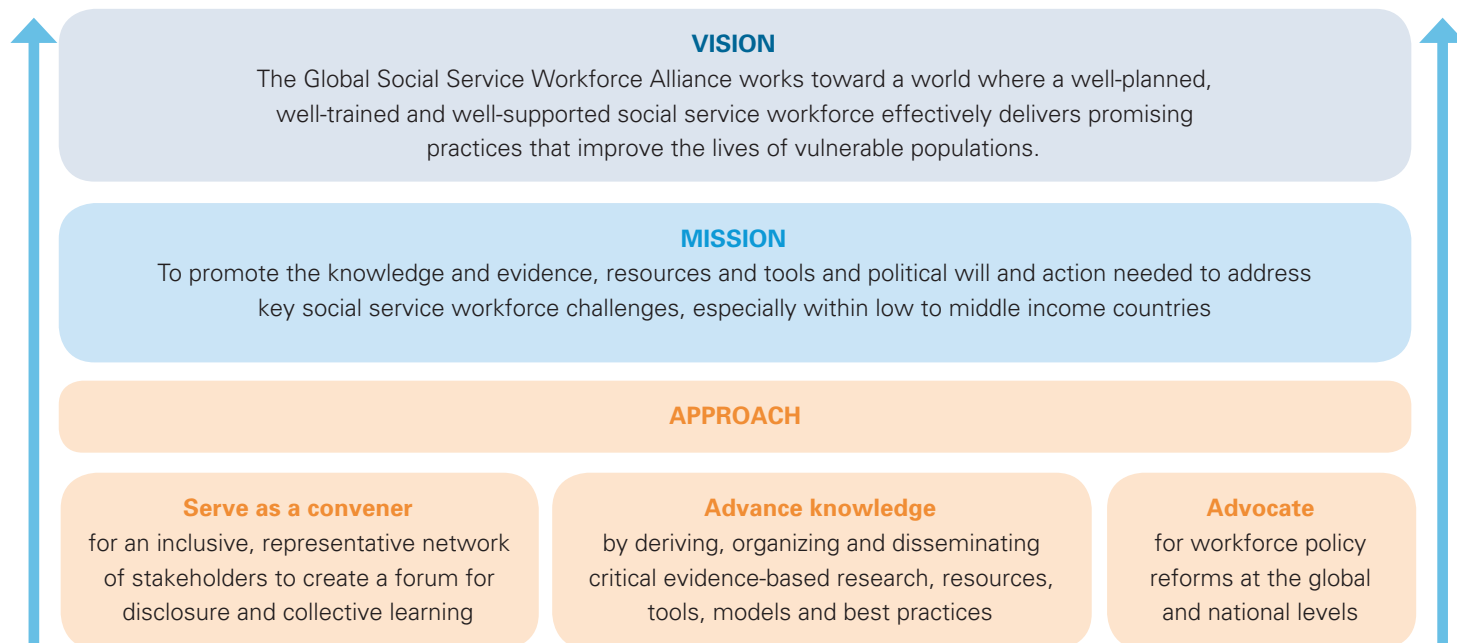 VISION
The Global Social Service Workforce Alliance works toward a world where a well-planned,
well-trained and well-supported social service workforce effectively delivers promising
practices that improve the lives of vulnerable populations.
MISSION
To promote the knowledge and evidence, resources and tools and political will and action needed to address
key social service workforce challenges, especially within low to middle income countries
APPROACH
Serve as a convener
for an inclusive, representative network
of stakeholders to create a forum for
disclosure and collective learning
Advance knowledge
by deriving, organizing and disseminating
critical evidence-based research, resources,
tools, models and best practices
Advocate
for workforce policy
reforms at the global
and national levels